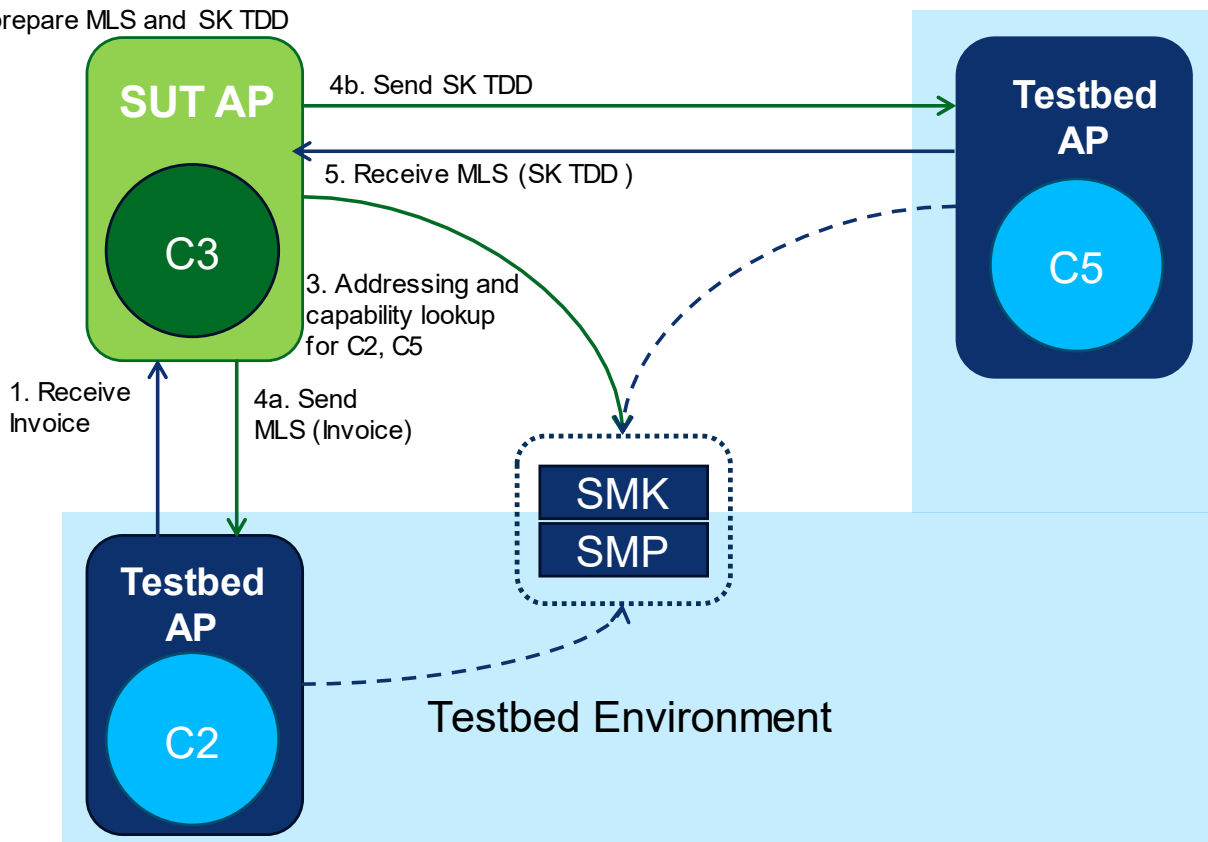 prepare MLS and SK TDD
SUT AP
C3
4b. Send SK TDD
5. Receive MLS (SK TDD )
Testbed
AP
C5
3. Addressing and
capability lookup
for C2, C5
1. Receive
Invoice
4a. Send
MLS (Invoice)
SMK
SMP
Testbed
AP
C2
Testbed Environment